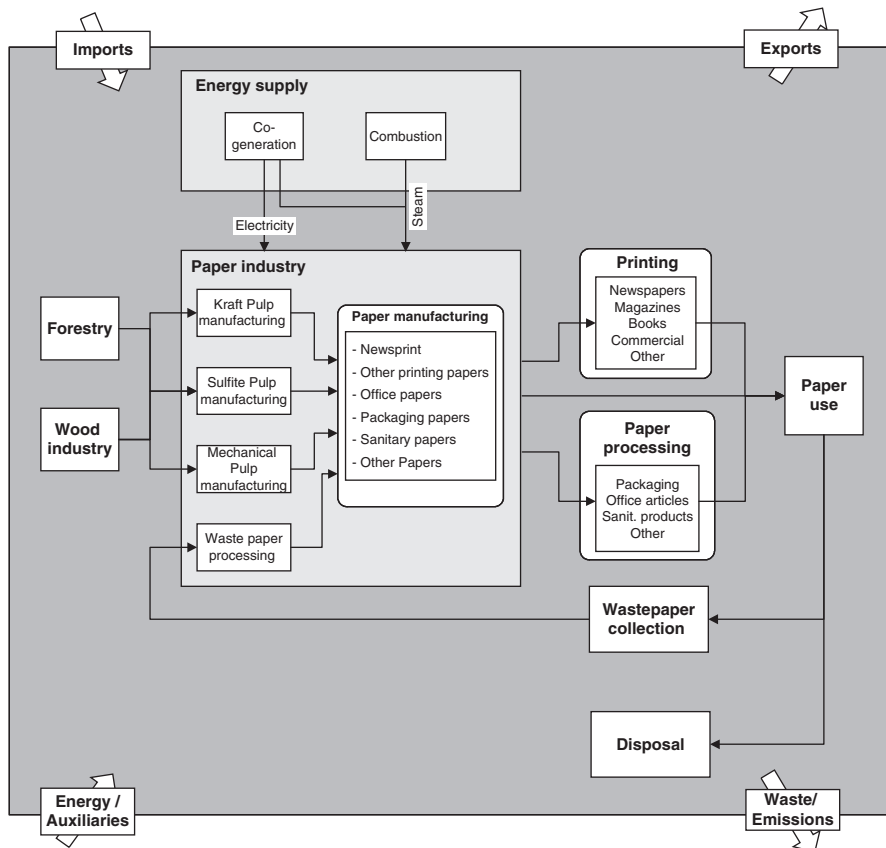 Imports
Exports
Energy supply
Co-
generation
Combustion
Electricity
Steam
Paper industry
Kraft Pulp
manufacturing
Sulfite Pulp
manufacturing
Mechanical
Pulp
manufacturing
Waste paper
processing
Paper manufacturing
- Newsprint
- Other printing papers
- Office papers
- Packaging papers
- Sanitary papers
- Other Papers
Forestry
Wood
industry
Printing
Newspapers
Magazines
Books
Commercial
Other
Paper
processing
Packaging
Office articles
Sanit. products
Other
Paper
use
Wastepaper
collection
Disposal
Energy /
Auxiliaries
Waste/
Emissions